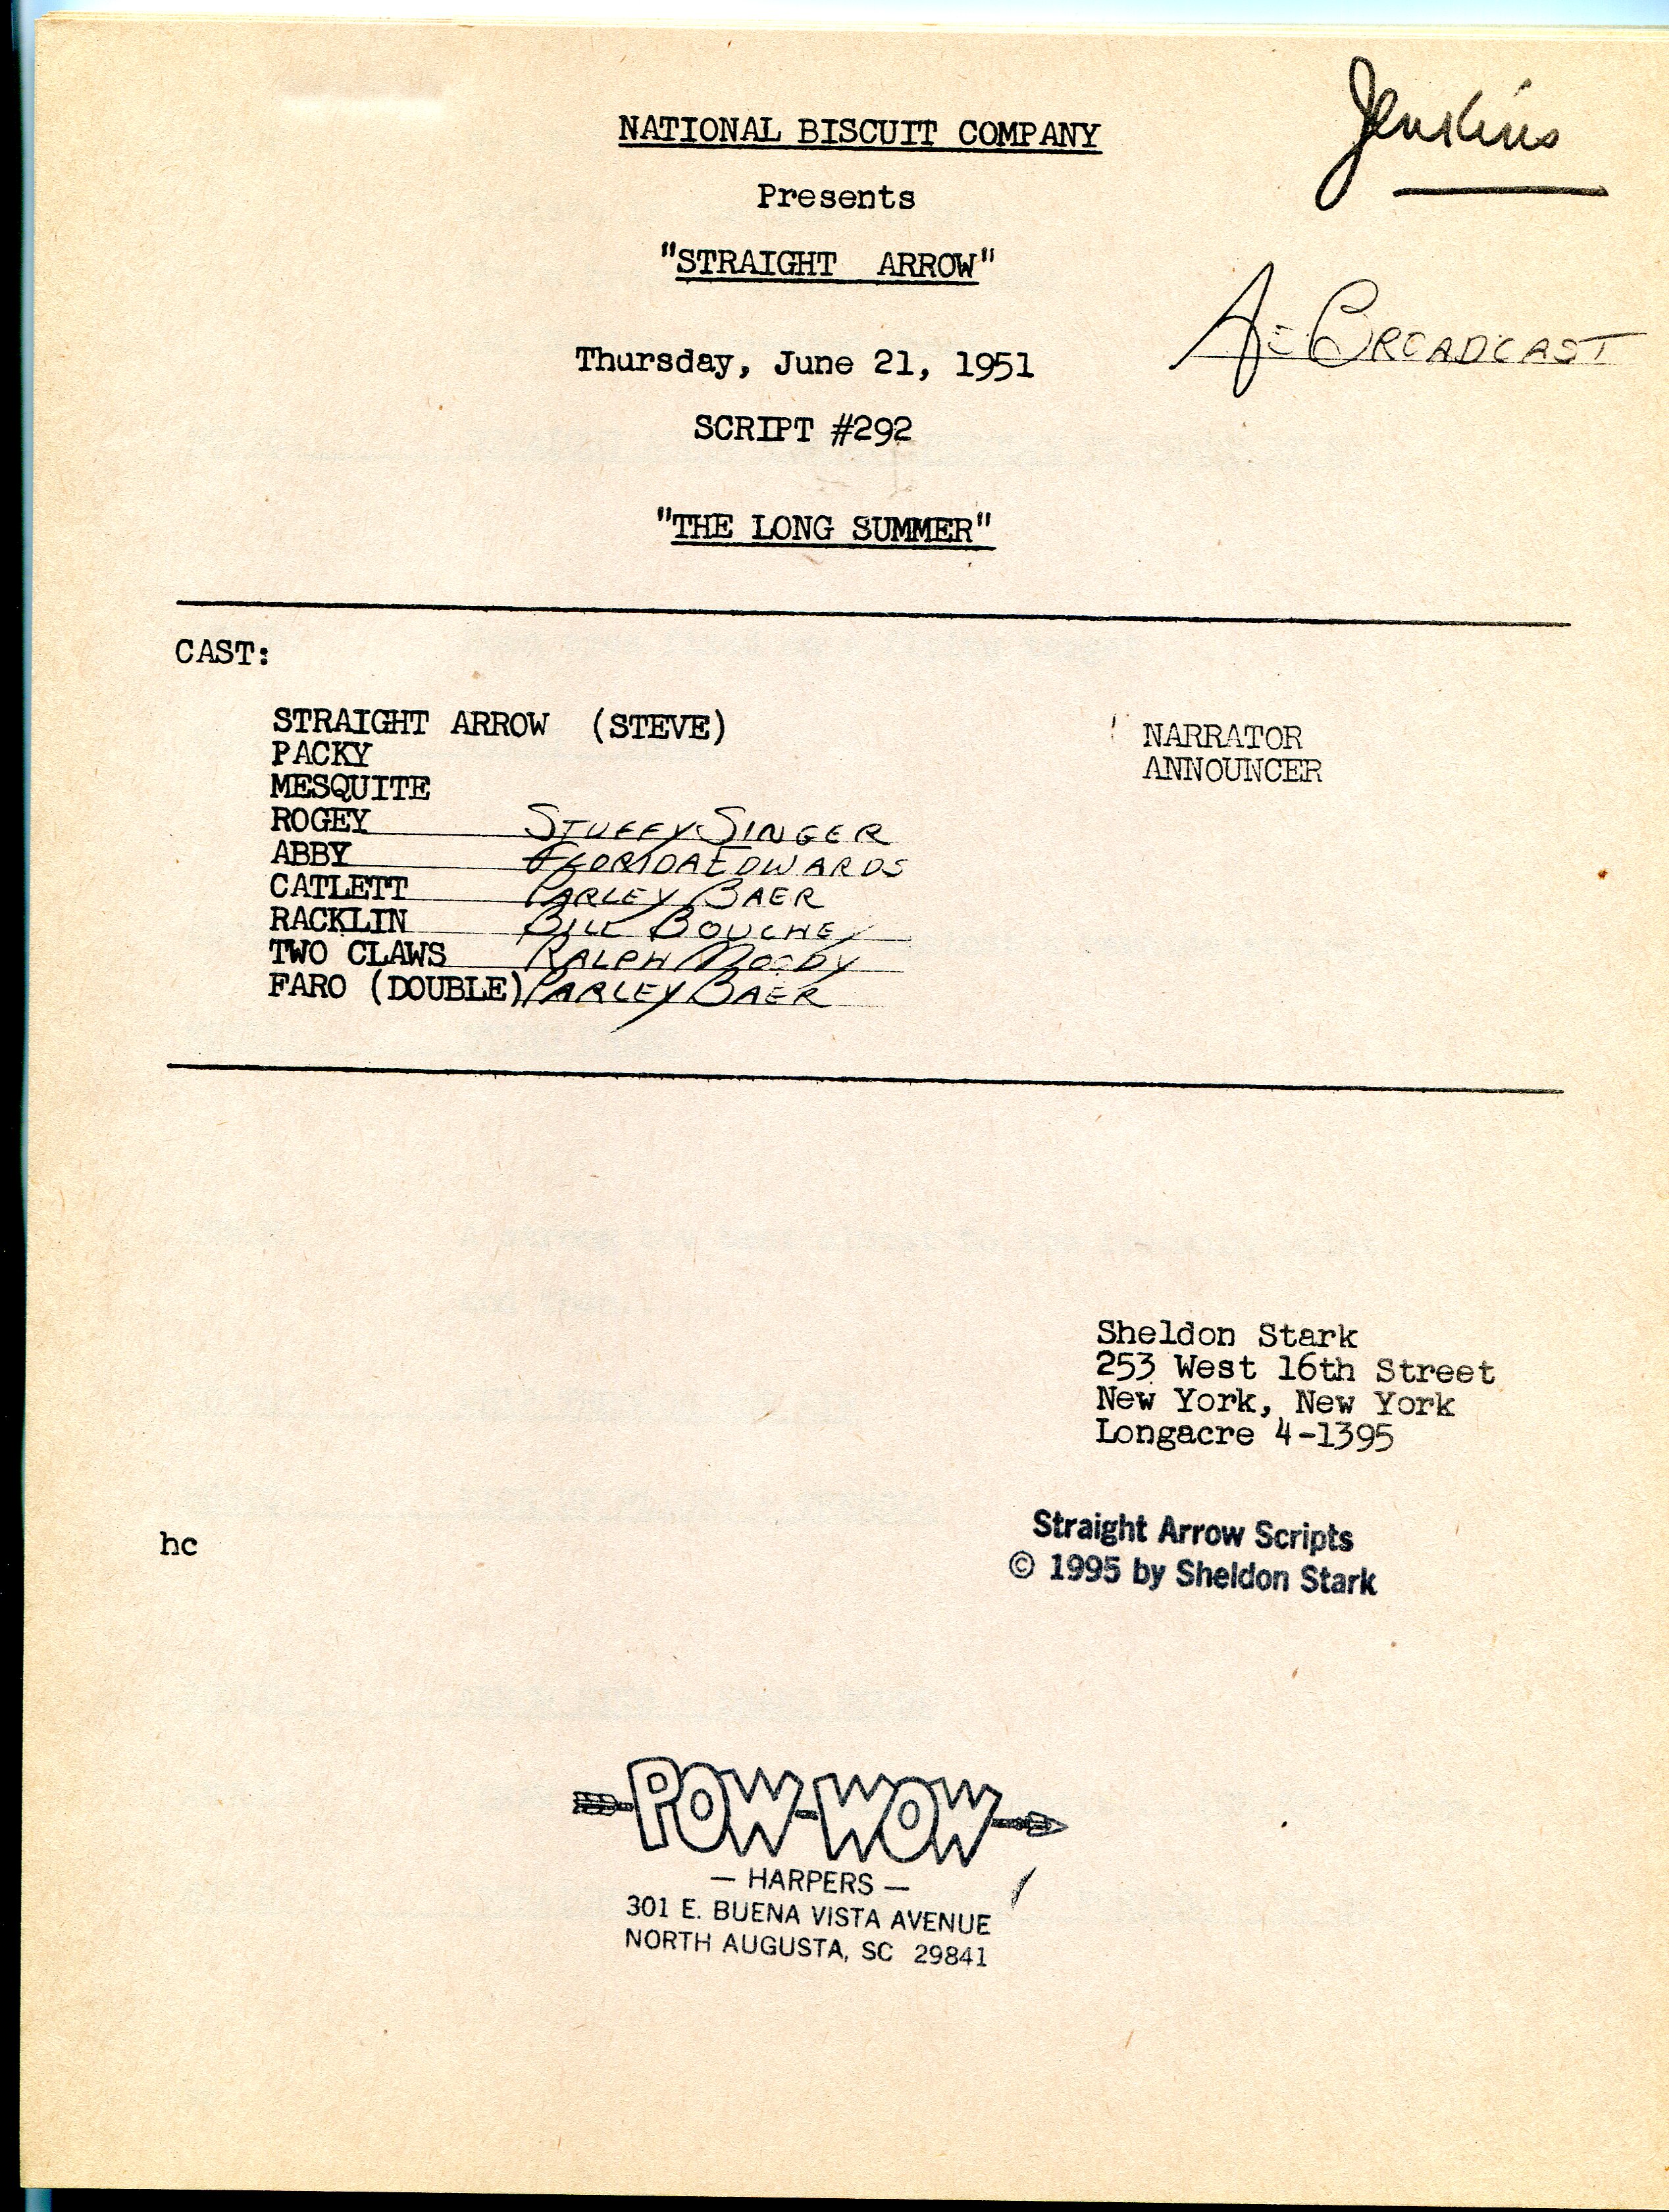 Jenkins
NATIONAL BISCUIT COMPANY
Presents
"STRAIGHT ARROW"
As BROADCAST
Thursday, June 21, 1951
SCRIPT #292
"THE LONG SUMMER"
CAST:
STRAIGHT ARROW (STEVE)
NARRATOR
PACKY
ANNOUNCER
MESQUITE
ROGEY STUFFY SINGER
ABBY FLORIDA EDWARDS
CATLETT PARLEY BAER
RACKLIN BILL BOUCHEY
TWO CLAWS RALPH MOODY
FARO (DOUBLE) PARLEY BAER
Sheldon Stark
253 West 16th Street
New York, New York
Longacre 4-1395
hc
Straight Arrow Scripts
© 1995 by Sheldon Stark
POW-WOW
— HARPERS —
301 E. BUENA VISTA AVENUE
NORTH AUGUSTA, SC 29841